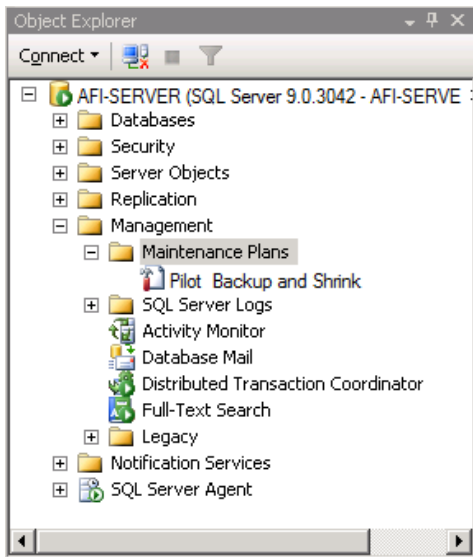 Object Explorer
Connect
AFI-SERVER (SQL Server 9.0.3042 - AFI-SERVE
Databases
Security
Server Objects
Replication
Management
Maintenance Plans
Pilot Backup and Shrink
SQL Server Logs
Activity Monitor
Database Mail
Distributed Transaction Coordinator
Full-Text Search
Legacy
Notification Services
SQL Server Agent